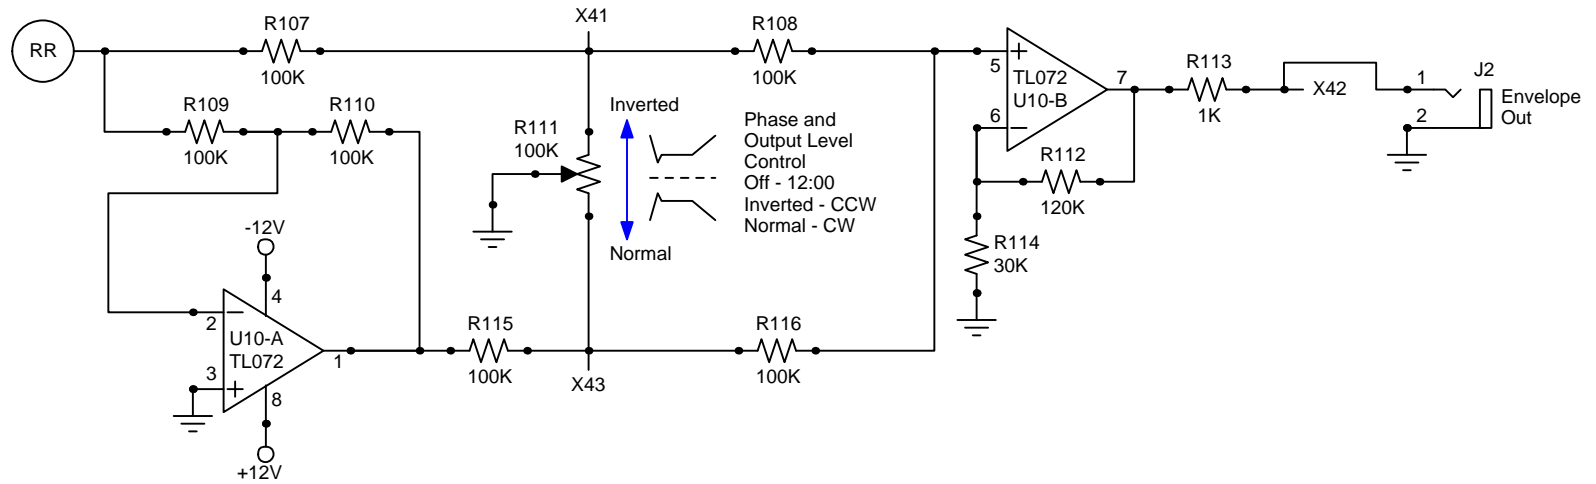 RR
R107
100K
X41
R108
100K
R109
100K
R110
100K
R111
100K
Inverted
Normal
Phase and
Output Level
Control
Off - 12:00
Inverted - CCW
Normal - CW
5
6
7
TL072
U10-B
R112
120K
R114
30K
R113
1K
X42
1
2
J2
Envelope
Out
-12V
4
2
3
U10-A
TL072
1
8
+12V
R115
100K
X43
R116
100K